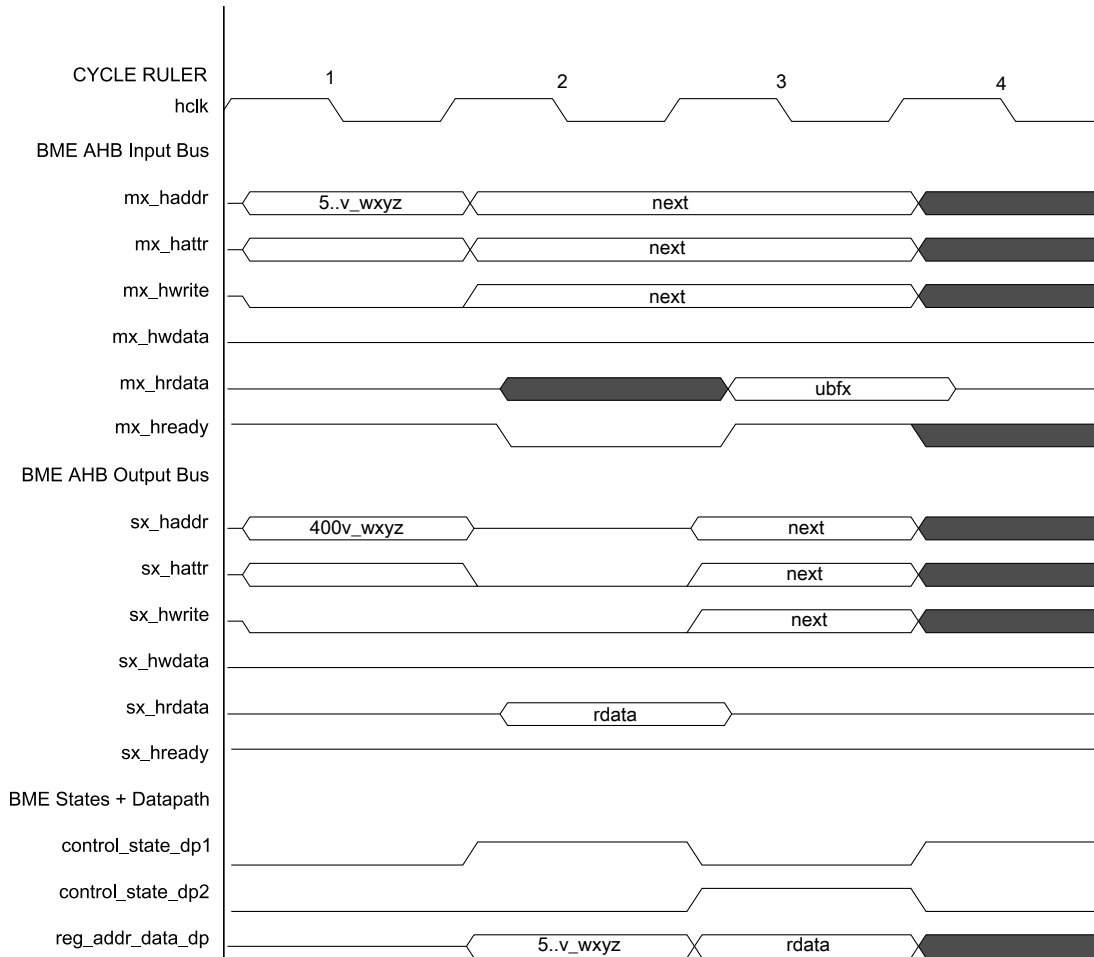 CYCLE RULER 1 2 3 4
hclk
BME AHB Input Bus
mx_haddr 5..v_wxyz next
mx_hattr next
mx_hwrite next
mx_hwdata
mx_hrdata ubfx
mx_hready
BME AHB Output Bus
sx_haddr 400v_wxyz next
sx_hattr next
sx_hwrite next
sx_hwdata
sx_hrdata rdata
sx_hready
BME States + Datapath
control_state_dp1
control_state_dp2
reg_addr_data_dp 5..v_wxyz rdata